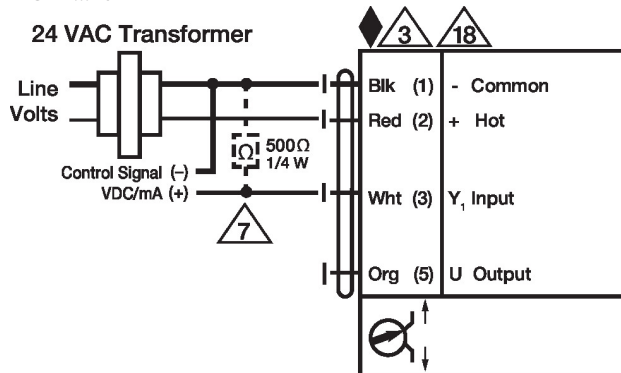 24 VAC Transformer
3 18
Line
Volts
Blk (1) - Common
Red (2) + Hot
Ω 500Ω
1/4 W
Control Signal (–)
VDC/mA (+)
Wht (3) Y₁ Input
7
Org (5) U Output